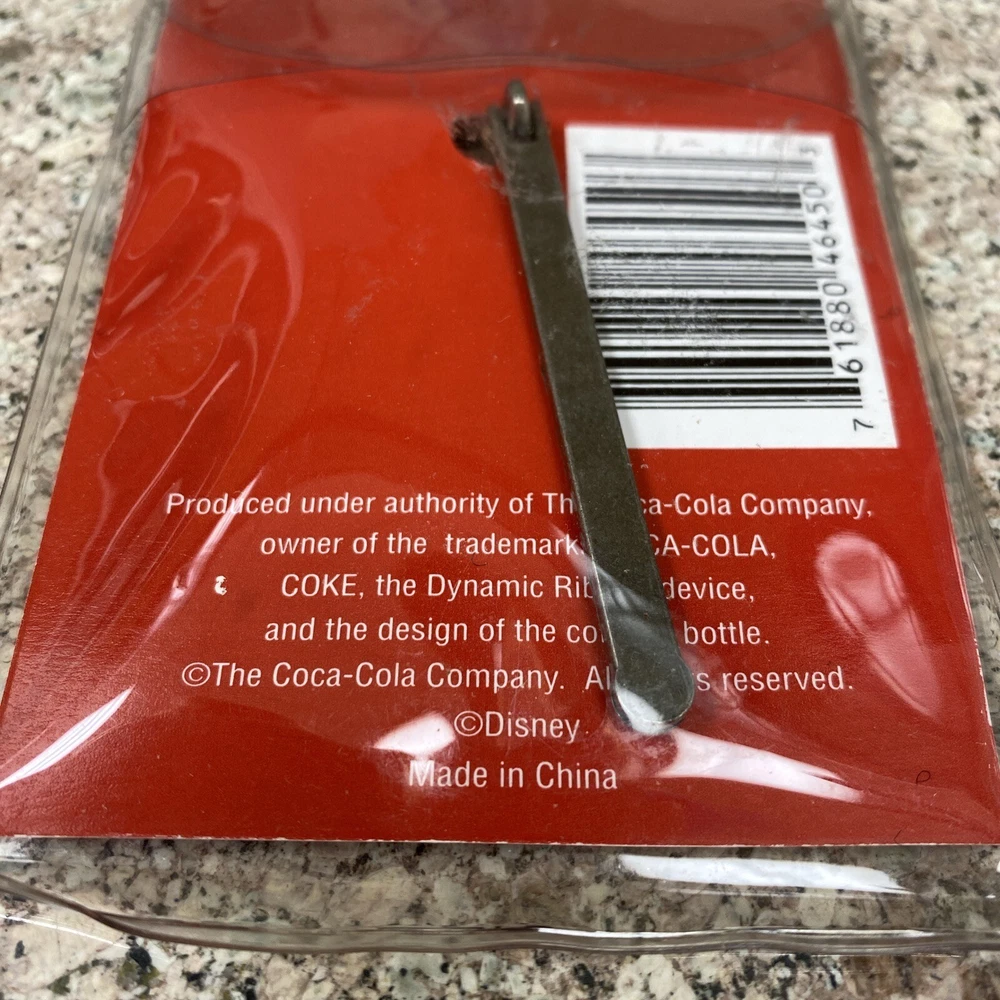 7 61880 46450 3
Produced under authority of Th ca-Cola Company,
owner of the trademark CA-COLA,
COKE, the Dynamic Rib device,
and the design of the co bottle.
©The Coca-Cola Company. Al s reserved.
©Disney
Made in China